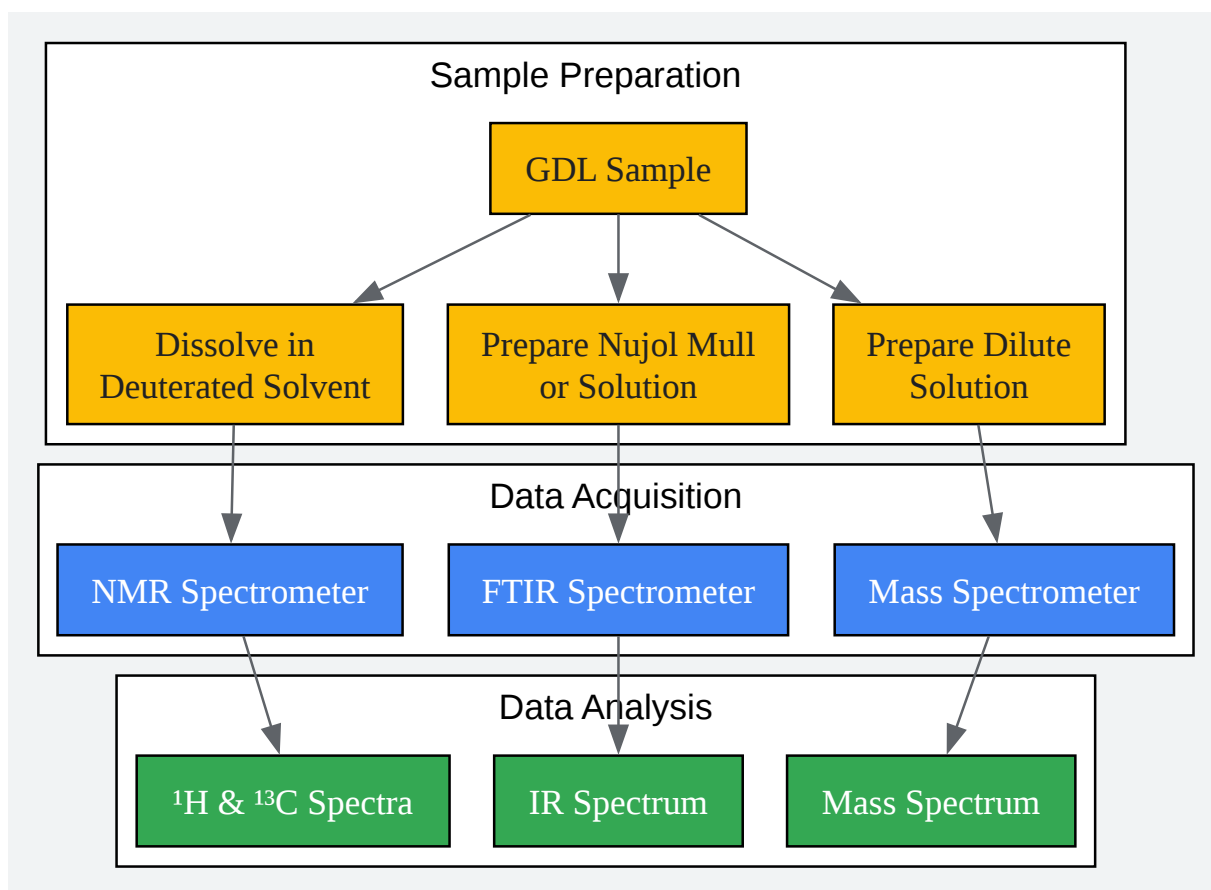 Sample Preparation
GDL Sample
Dissolve in
Deuterated Solvent
Prepare Nujol Mull
or Solution
Prepare Dilute
Solution
Data Acquisition
NMR Spectrometer
FTIR Spectrometer
Mass Spectrometer
Data Analysis
¹H & ¹³C Spectra
IR Spectrum
Mass Spectrum